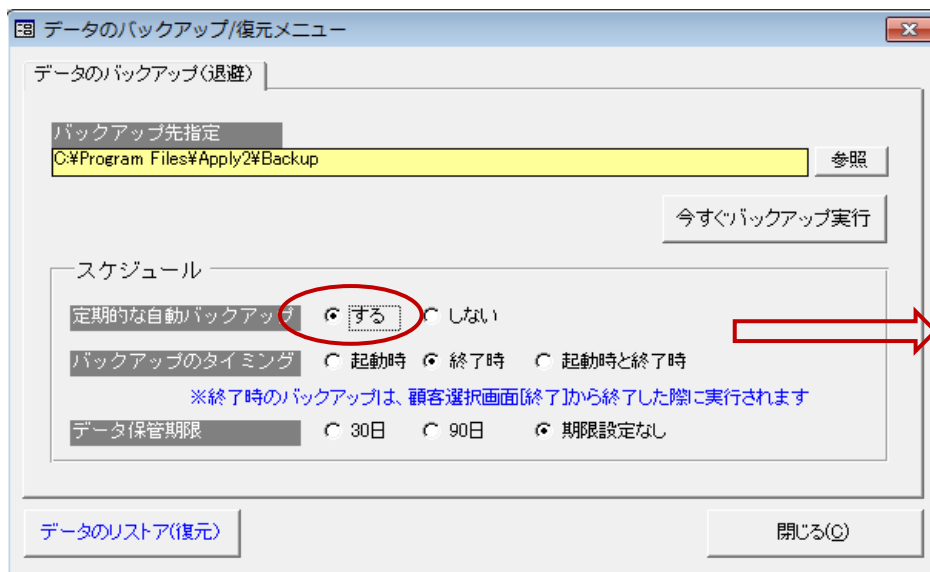 データのバックアップ/復元メニュー
データのバックアップ(退避)
バックアップ先指定
C:¥Program Files¥Apply2¥Backup 参照
今すぐバックアップ実行
スケジュール
定期的な自動バックアップ する しない
バックアップのタイミング 起動時 終了時 起動時と終了時
※終了時のバックアップは、顧客選択画面[終了]から終了した際に実行されます
データ保管期限 30日 90日 期限設定なし
データのリストア(復元) 閉じる(C)